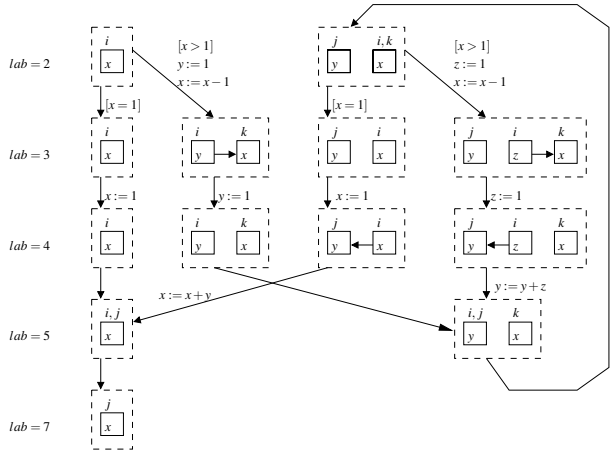 i
[x > 1]
y := 1
x := x − 1
j i, k
[x > 1]
z := 1
x := x − 1
lab = 2
x
y x
[x = 1]
[x = 1]
i
i k
j i
j i k
lab = 3
x
y x
y x
y z x
x := 1
y := 1
x := 1
z := 1
i
i k
j i
j i k
lab = 4
x
y x
y x
y z x
x := x + y
y := y + z
i, j
i, j k
lab = 5
x
y x
j
lab = 7
x